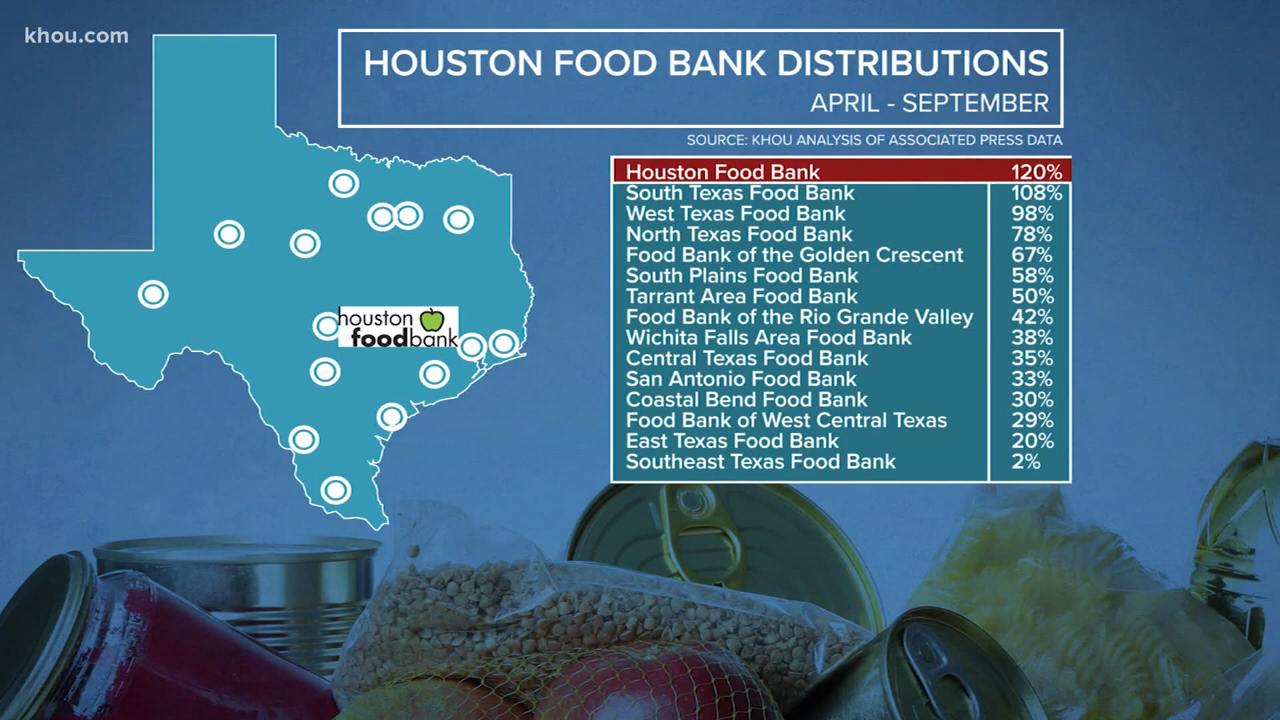 khou.com
HOUSTON FOOD BANK DISTRIBUTIONS
APRIL - SEPTEMBER
SOURCE: KHOU ANALYSIS OF ASSOCIATED PRESS DATA
Houston Food Bank 120%
South Texas Food Bank 108%
West Texas Food Bank 98%
North Texas Food Bank 78%
Food Bank of the Golden Crescent 67%
South Plains Food Bank 58%
Tarrant Area Food Bank 50%
Food Bank of the Rio Grande Valley 42%
Wichita Falls Area Food Bank 38%
Central Texas Food Bank 35%
San Antonio Food Bank 33%
Coastal Bend Food Bank 30%
Food Bank of West Central Texas 29%
East Texas Food Bank 20%
Southeast Texas Food Bank 2%
houston
foodbank